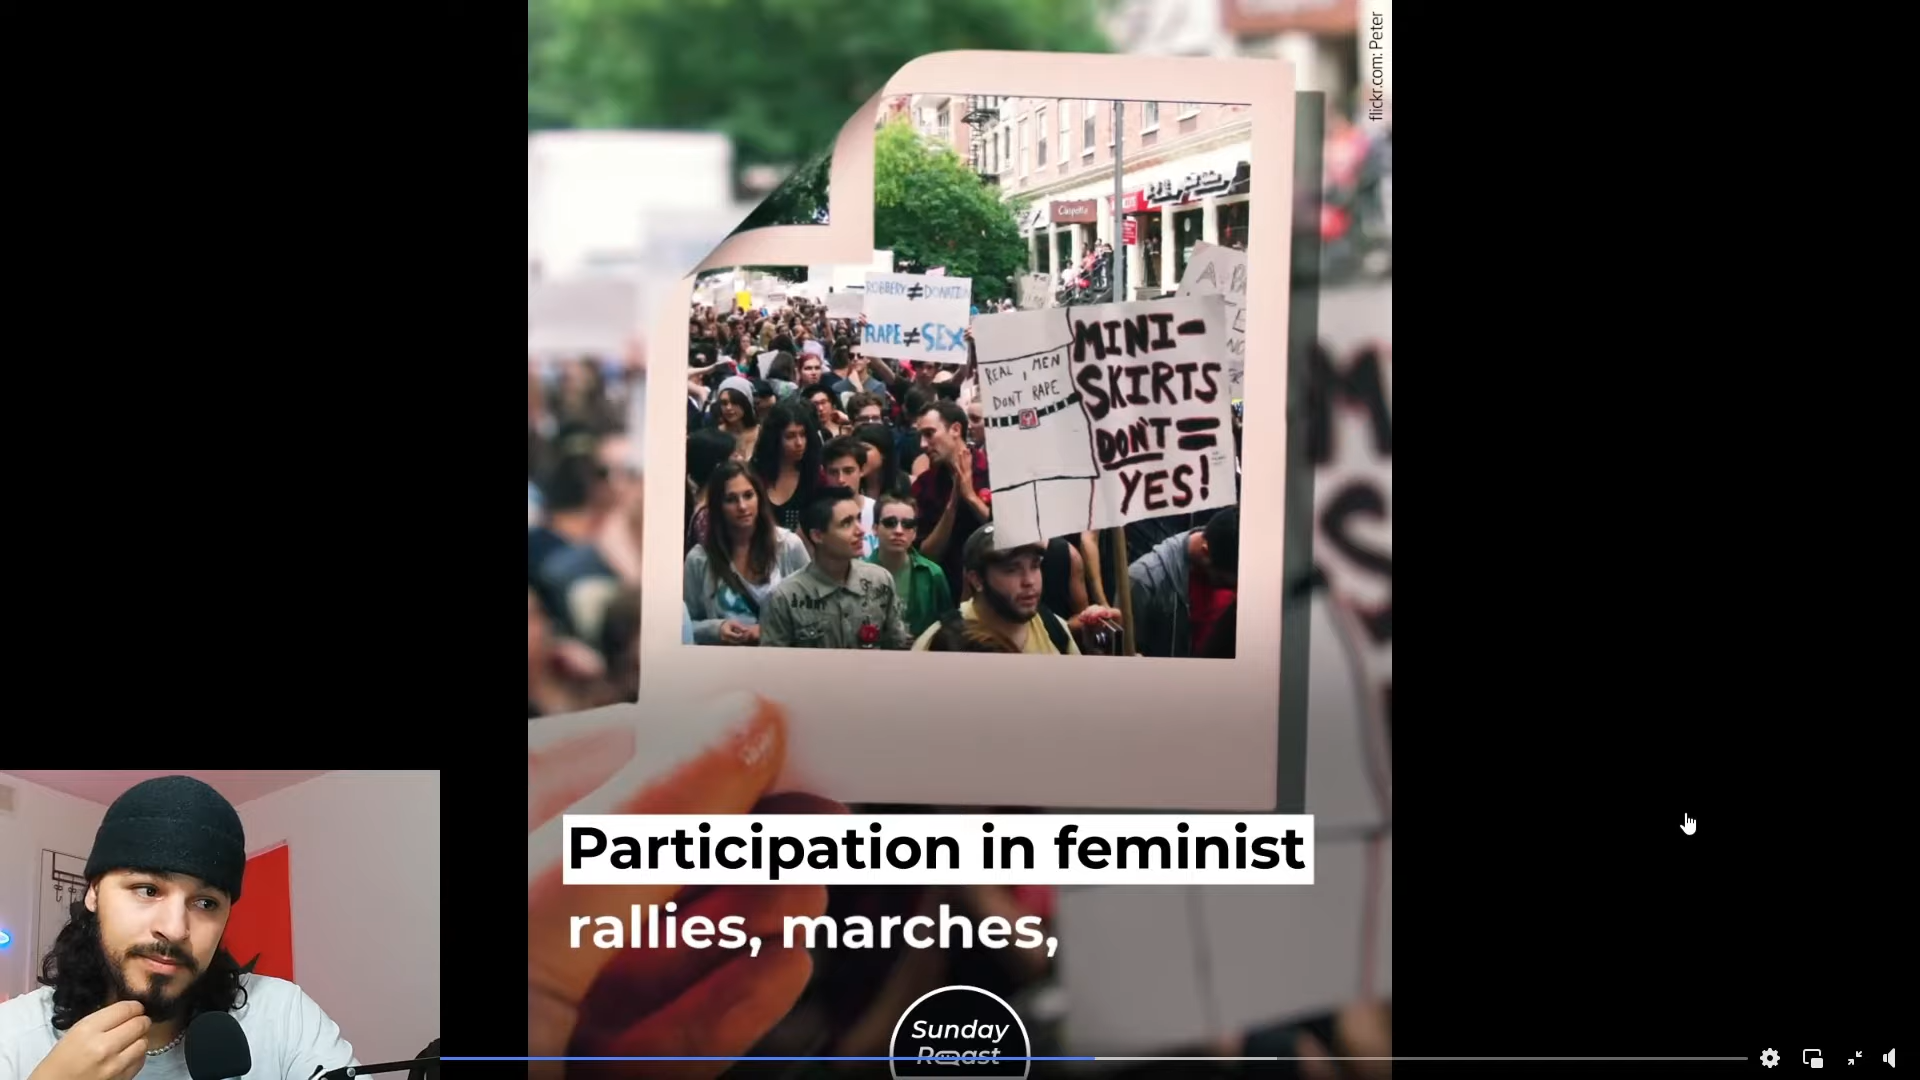 flickr.com: Peter
Chipotle
ROBBERY ≠ DONATION
RAPE ≠ SEX
REAL MEN
DONT RAPE
MINI-
SKIRTS
DON'T =
YES!
Participation in feminist
rallies, marches,
Sunday
Roast